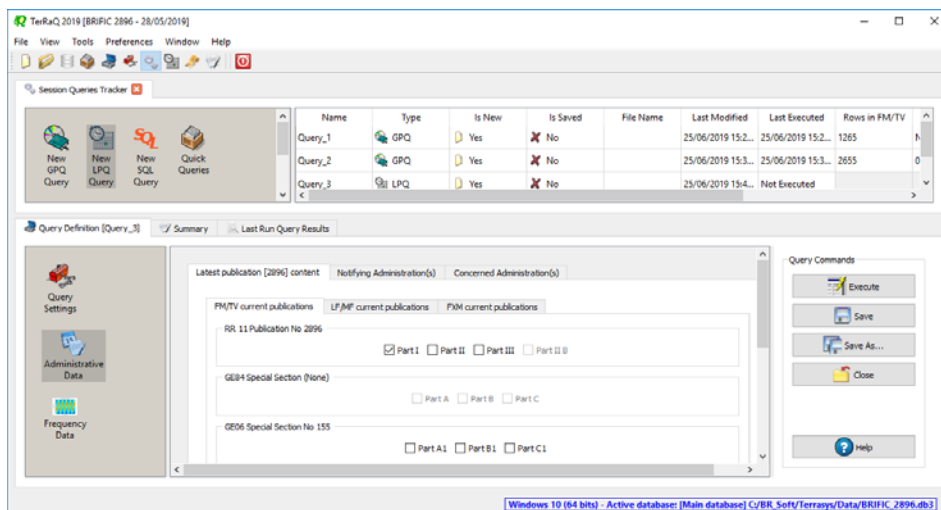 TerRaQ 2019 [BRIFIC 2896 - 28/05/2019]
File View Tools Preferences Window Help
Session Queries Tracker
New GPQ Query
New LPQ Query
New SQL Query
Quick Queries
Name Type Is New Is Saved File Name Last Modified Last Executed Rows in FM/TV
Query_1 GPQ Yes No 25/06/2019 15:2... 25/06/2019 15:2... 1265
Query_2 GPQ Yes No 25/06/2019 15:3... 25/06/2019 15:3... 2655 0
Query_3 LPQ Yes No 25/06/2019 15:4... Not Executed
Query Definition [Query_3] Summary Last Run Query Results
Query Settings
Administrative Data
Frequency Data
Latest publication [2896] content Notifying Administration(s) Concerned Administration(s)
FM/TV current publications LF/MF current publications FXM current publications
RR 11 Publication No 2896
Part I Part II Part III Part II B
GE84 Special Section (None)
Part A Part B Part C
GE06 Special Section No 155
Part A1 Part B1 Part C1
Query Commands
Execute
Save
Save As...
Close
Help
Windows 10 (64 bits) - Active database: [Main database] C:/BR_Soft/Terrasys/Data/BRIFIC_2896.db3